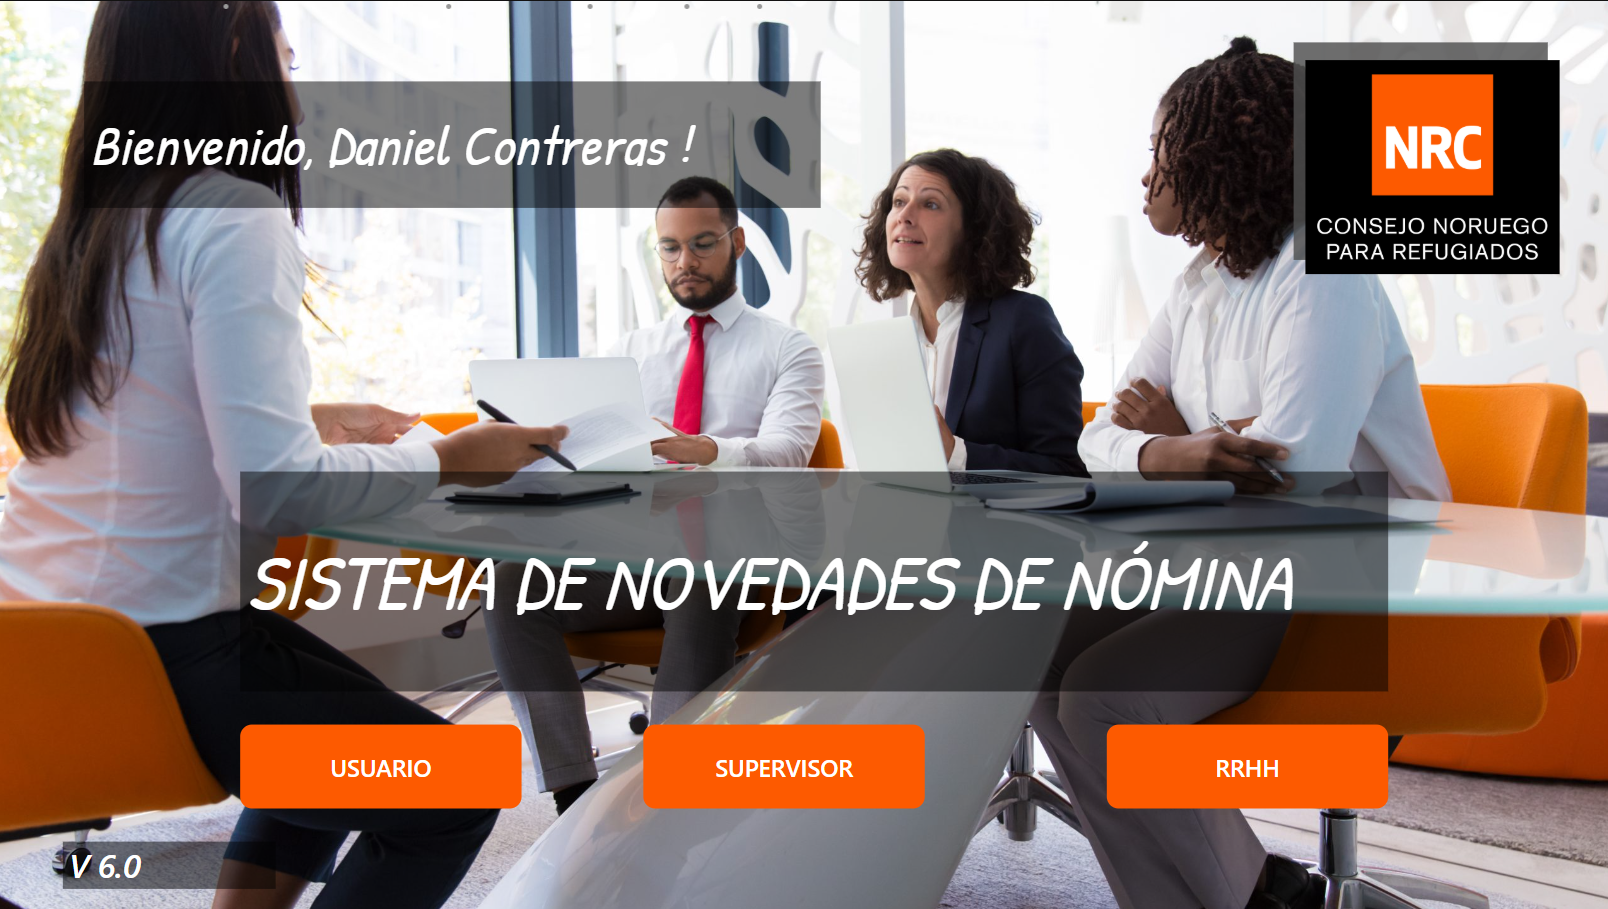 Bienvenido, Daniel Contreras !
NRC
CONSEJO NORUEGO
PARA REFUGIADOS
SISTEMA DE NOVEDADES DE NÓMINA
USUARIO
SUPERVISOR
RRHH
V 6.0